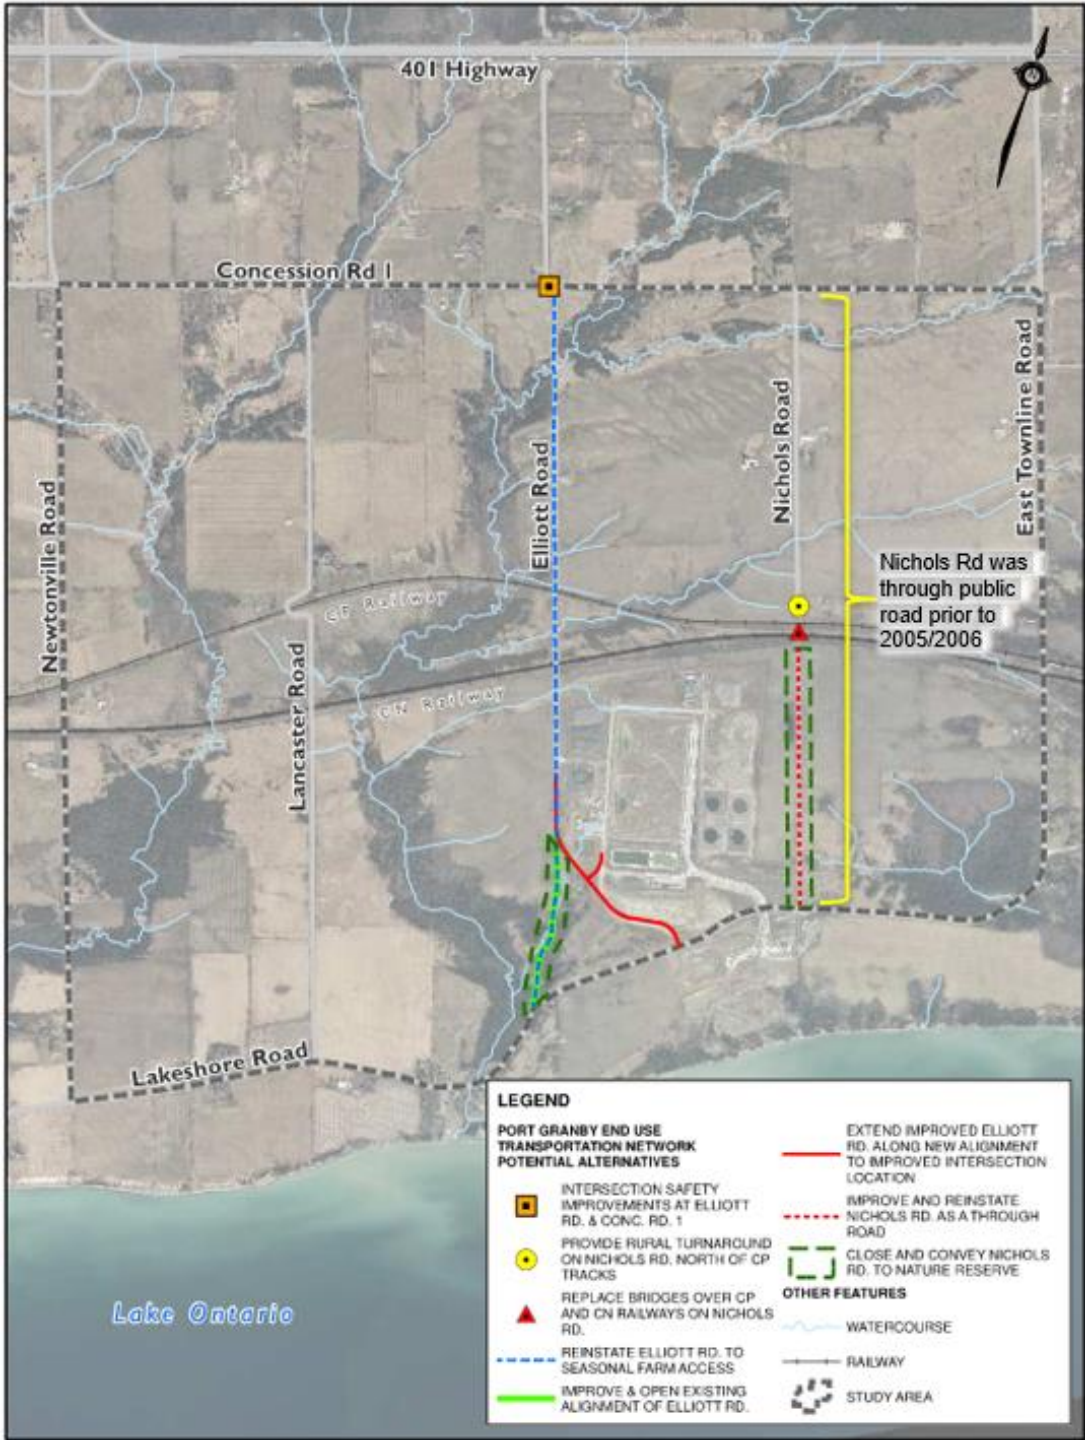 401 Highway
Concession Rd 1
Newtonville Road
Lancaster Road
Elliott Road
Nichols Road
East Townline Road
CP Railway
CN Railway
Nichols Rd was
through public
road prior to
2005/2006
Lakeshore Road
Lake Ontario
LEGEND
PORT GRANBY END USE
TRANSPORTATION NETWORK
POTENTIAL ALTERNATIVES
INTERSECTION SAFETY
IMPROVEMENTS AT ELLIOTT
RD. & CONC. RD. 1
PROVIDE RURAL TURNAROUND
ON NICHOLS RD. NORTH OF CP
TRACKS
REPLACE BRIDGES OVER CP
AND CN RAILWAYS ON NICHOLS
RD.
REINSTATE ELLIOTT RD. TO
SEASONAL FARM ACCESS
IMPROVE & OPEN EXISTING
ALIGNMENT OF ELLIOTT RD.
EXTEND IMPROVED ELLIOTT
RD. ALONG NEW ALIGNMENT
TO IMPROVED INTERSECTION
LOCATION
IMPROVE AND REINSTATE
NICHOLS RD. AS A THROUGH
ROAD
CLOSE AND CONVEY NICHOLS
RD. TO NATURE RESERVE
OTHER FEATURES
WATERCOURSE
RAILWAY
STUDY AREA